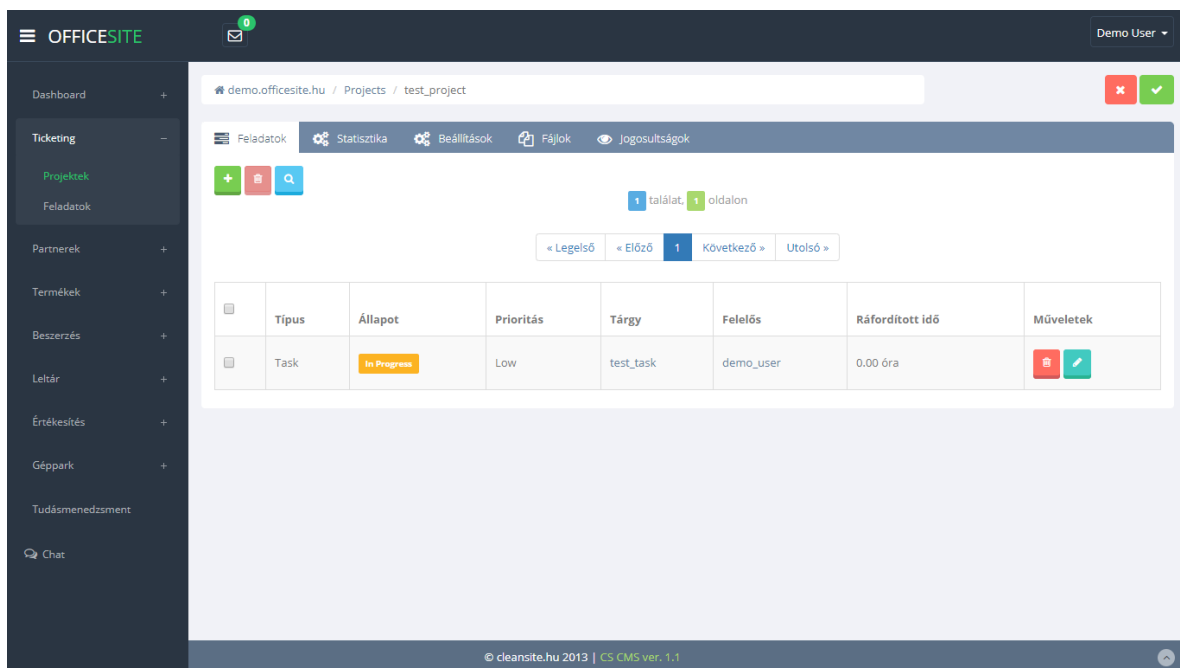 OFFICESITE
0
Demo User
Dashboard +
Ticketing –
Projektek
Feladatok
Partnerek +
Termékek +
Beszerzés +
Leltár +
Értékesítés +
Géppark +
Tudásmenedzsment
Chat
demo.officesite.hu / Projects / test_project
Feladatok Statisztika Beállítások Fájlok Jogosultságok
1 találat, 1 oldalon
« Legelső « Előző 1 Következő » Utolsó »
Típus Állapot Prioritás Tárgy Felelős Ráfordított idő Műveletek
Task In Progress Low test_task demo_user 0.00 óra
© cleansite.hu 2013 | CS CMS ver. 1.1